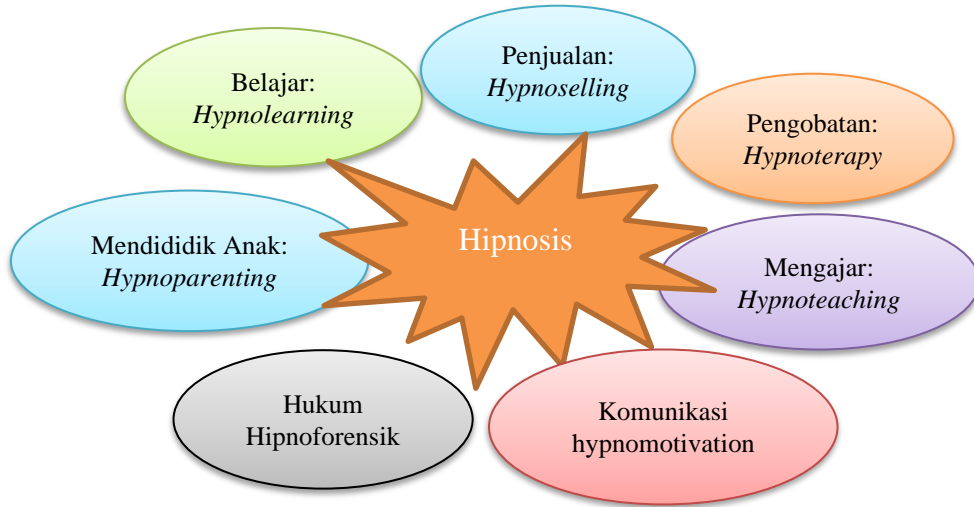 Belajar:
Hypnolearning
Penjualan:
Hypnoselling
Pengobatan:
Hypnoterapy
Hipnosis
Mendididik Anak:
Hypnoparenting
Mengajar:
Hypnoteaching
Hukum
Hipnoforensik
Komunikasi
hypnomotivation